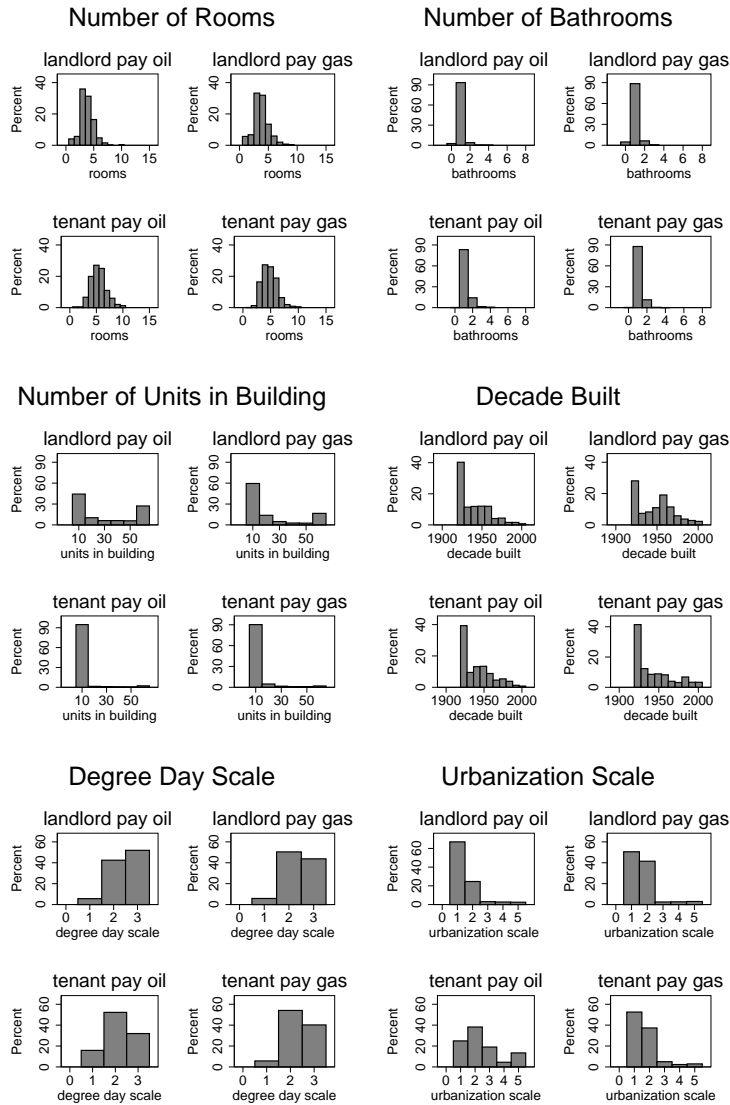 Number of Rooms
landlord pay oil
Percent
0 20 40
0 5 10 15
rooms
landlord pay gas
Percent
0 20 40
0 5 10 15
rooms
tenant pay oil
Percent
0 20 40
0 5 10 15
rooms
tenant pay gas
Percent
0 20 40
0 5 10 15
rooms
Number of Bathrooms
landlord pay oil
Percent
0 30 60 90
0 2 4 6 8
bathrooms
landlord pay gas
Percent
0 30 60 90
0 2 4 6 8
bathrooms
tenant pay oil
Percent
0 30 60 90
0 2 4 6 8
bathrooms
tenant pay gas
Percent
0 30 60 90
0 2 4 6 8
bathrooms
Number of Units in Building
landlord pay oil
Percent
0 30 60 90
10 30 50
units in building
landlord pay gas
Percent
0 30 60 90
10 30 50
units in building
tenant pay oil
Percent
0 30 60 90
10 30 50
units in building
tenant pay gas
Percent
0 30 60 90
10 30 50
units in building
Decade Built
landlord pay oil
Percent
0 20 40
1900 1950 2000
decade built
landlord pay gas
Percent
0 20 40
1900 1950 2000
decade built
tenant pay oil
Percent
0 20 40
1900 1950 2000
decade built
tenant pay gas
Percent
0 20 40
1900 1950 2000
decade built
Degree Day Scale
landlord pay oil
Percent
0 20 40 60
0 1 2 3
degree day scale
landlord pay gas
Percent
0 20 40 60
0 1 2 3
degree day scale
tenant pay oil
Percent
0 20 40 60
0 1 2 3
degree day scale
tenant pay gas
Percent
0 20 40 60
0 1 2 3
degree day scale
Urbanization Scale
landlord pay oil
Percent
0 20 40 60
0 1 2 3 4 5
urbanization scale
landlord pay gas
Percent
0 20 40 60
0 1 2 3 4 5
urbanization scale
tenant pay oil
Percent
0 20 40 60
0 1 2 3 4 5
urbanization scale
tenant pay gas
Percent
0 20 40 60
0 1 2 3 4 5
urbanization scale